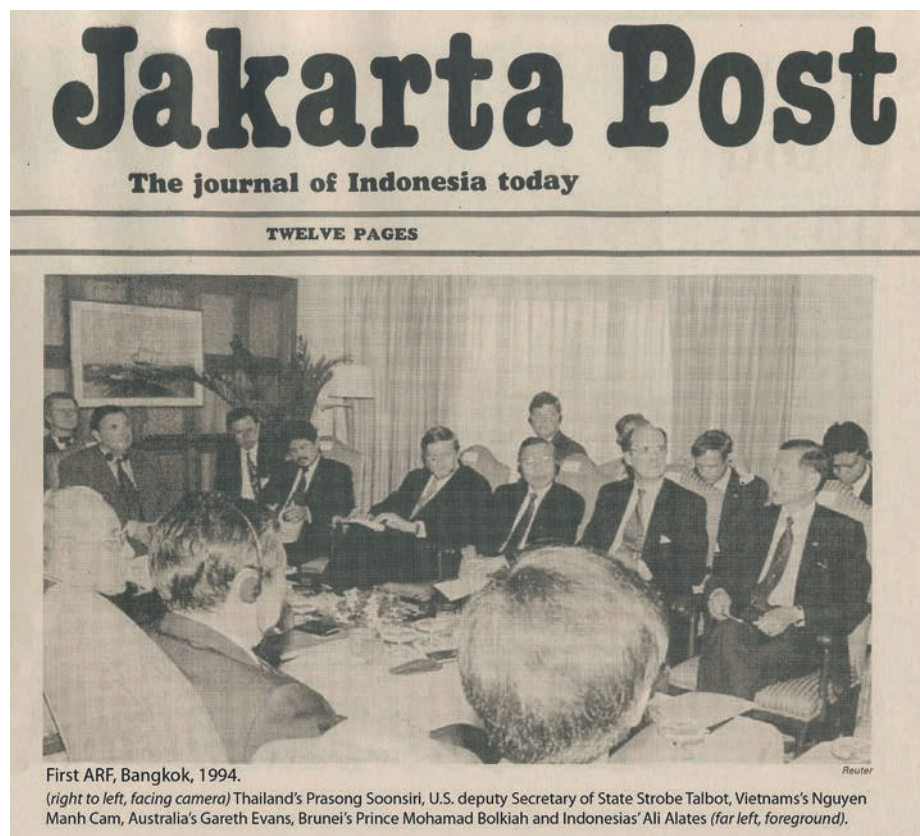 Jakarta Post
The journal of Indonesia today
TWELVE PAGES
Reuter
First ARF, Bangkok, 1994.
(right to left, facing camera) Thailand's Prasong Soonsiri, U.S. deputy Secretary of State Strobe Talbot, Vietnams's Nguyen
Manh Cam, Australia's Gareth Evans, Brunei's Prince Mohamad Bolkiah and Indonesias' Ali Alates (far left, foreground).